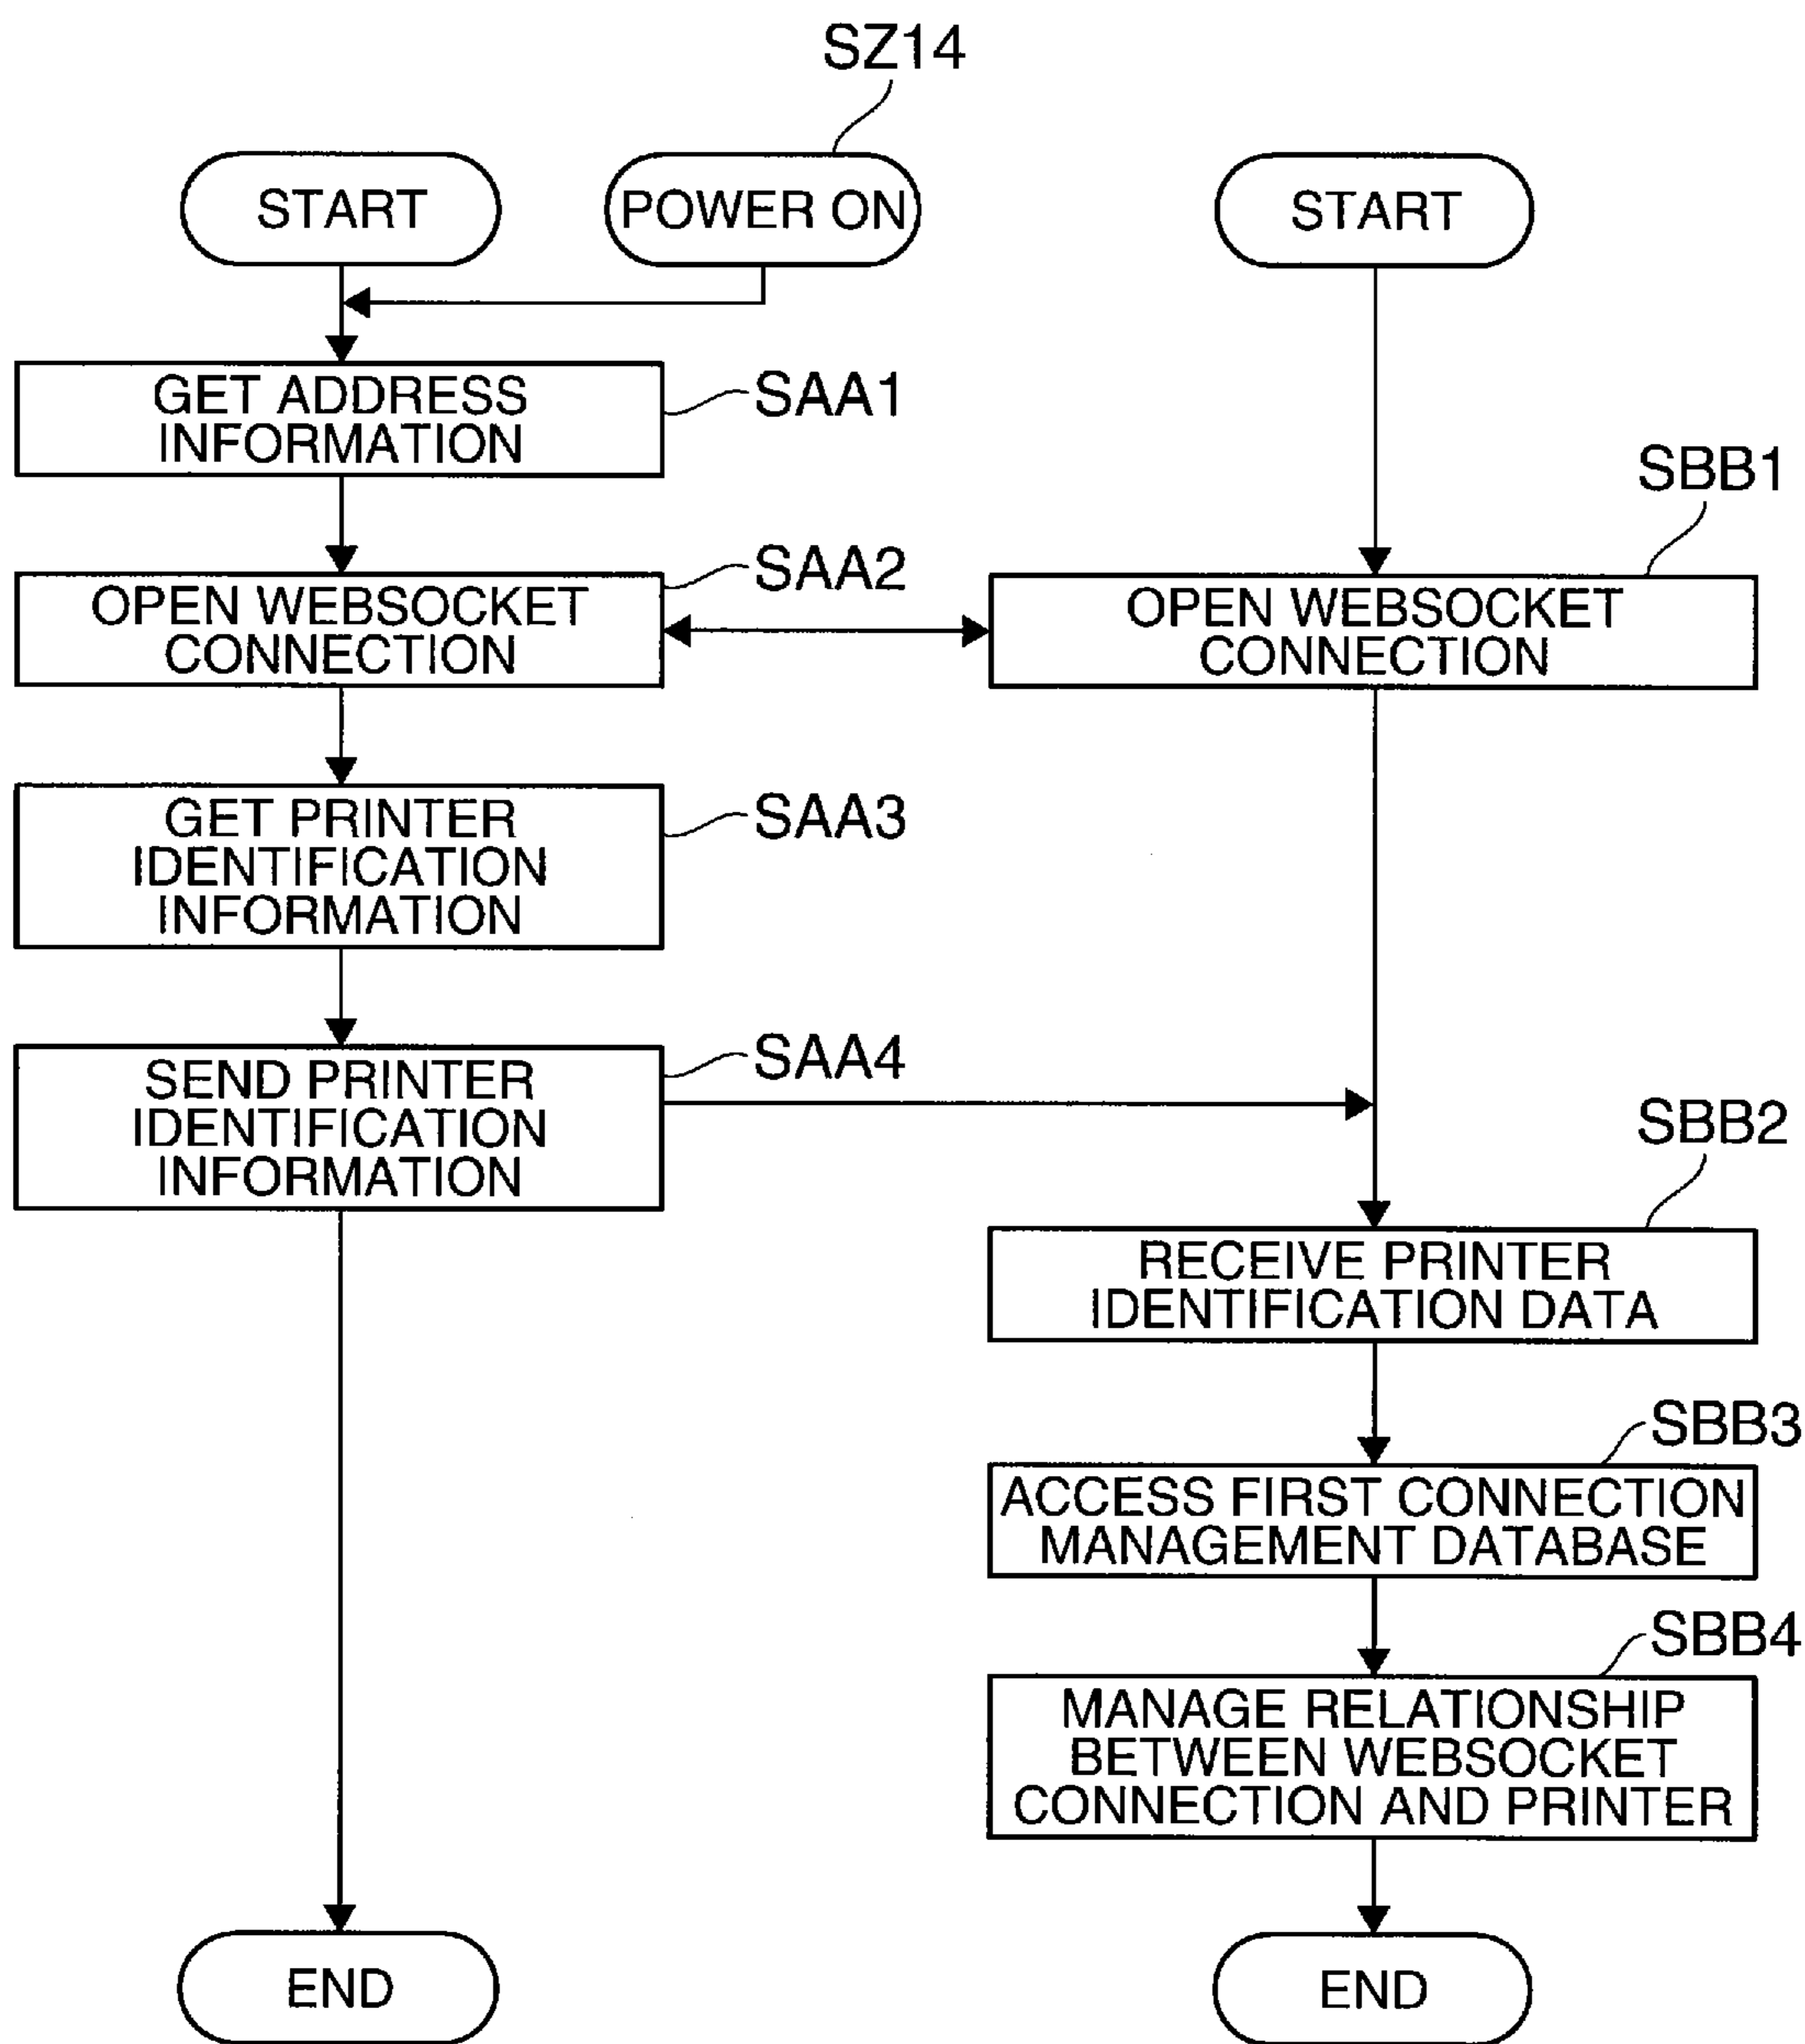 SZ14
START
POWER ON
START
GET ADDRESS
INFORMATION
SAA1
SBB1
OPEN WEBSOCKET
CONNECTION
SAA2
OPEN WEBSOCKET
CONNECTION
GET PRINTER
IDENTIFICATION
INFORMATION
SAA3
SEND PRINTER
IDENTIFICATION
INFORMATION
SAA4
SBB2
RECEIVE PRINTER
IDENTIFICATION DATA
SBB3
ACCESS FIRST CONNECTION
MANAGEMENT DATABASE
SBB4
MANAGE RELATIONSHIP
BETWEEN WEBSOCKET
CONNECTION AND PRINTER
END
END